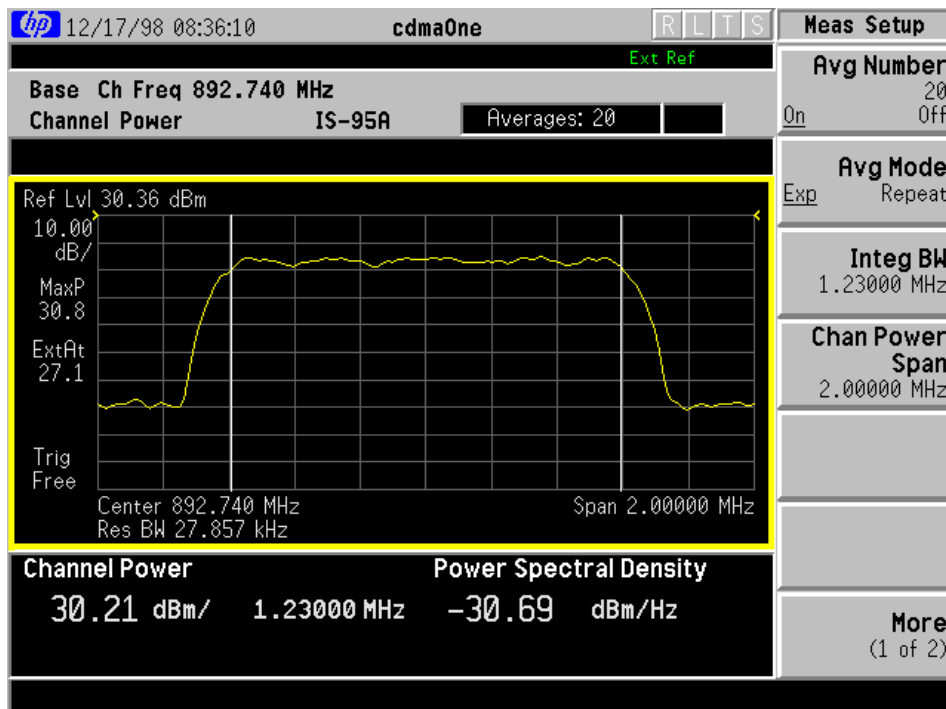 hp 12/17/98 08:36:10 cdmaOne R L T S
Ext Ref
Base Ch Freq 892.740 MHz
Channel Power IS-95A Averages: 20
Ref Lvl 30.36 dBm
10.00
dB/
MaxP
30.8
ExtAt
27.1
Trig
Free
Center 892.740 MHz Span 2.00000 MHz
Res BW 27.857 kHz
Channel Power Power Spectral Density
30.21 dBm/ 1.23000 MHz -30.69 dBm/Hz
Meas Setup
Avg Number
20
On Off
Avg Mode
Exp Repeat
Integ BW
1.23000 MHz
Chan Power
Span
2.00000 MHz
More
(1 of 2)